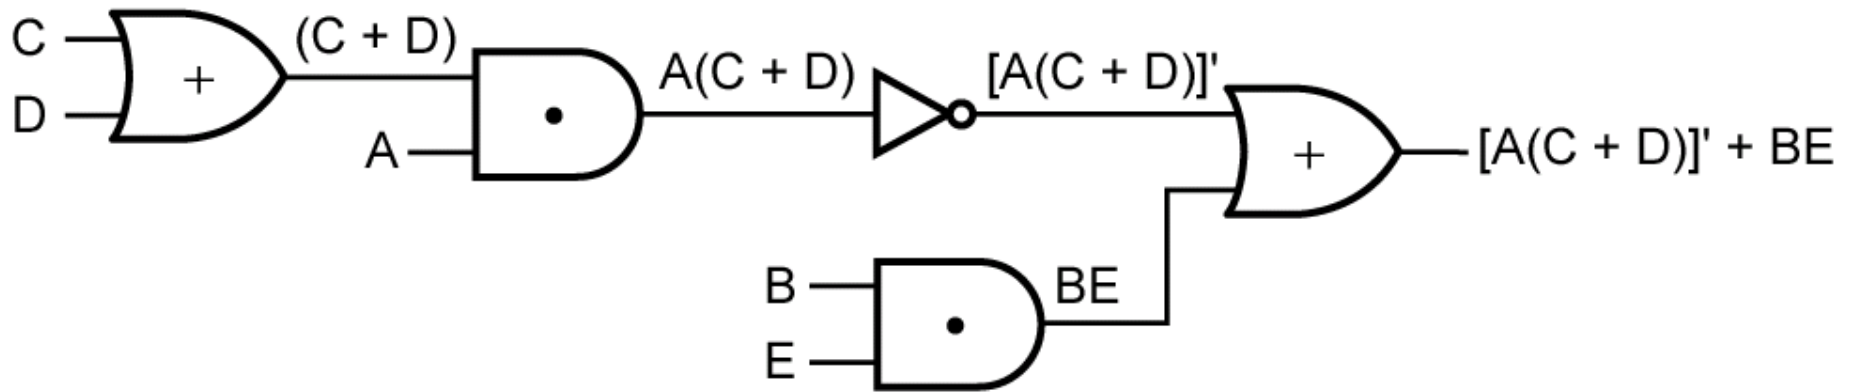 C
D
+
(C + D)
A
A(C + D)
[A(C + D)]'
+
[A(C + D)]' + BE
B
E
BE